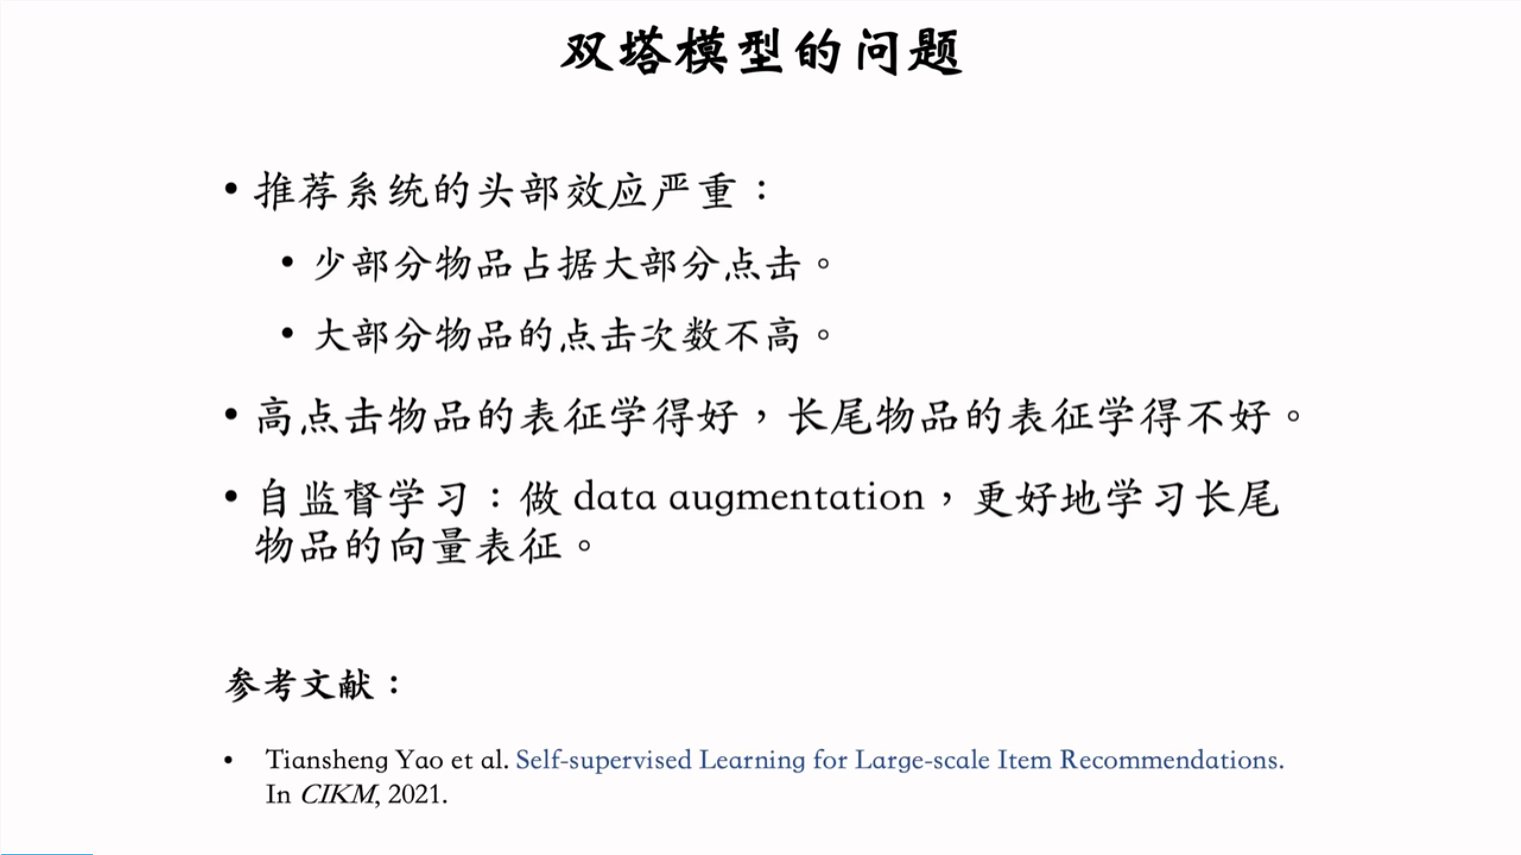 双塔模型的问题
• 推荐系统的头部效应严重：
• 少部分物品占据大部分点击。
• 大部分物品的点击次数不高。
• 高点击物品的表征学得好，长尾物品的表征学得不好。
• 自监督学习：做 data augmentation，更好地学习长尾
物品的向量表征。
参考文献：
• Tiansheng Yao et al. Self-supervised Learning for Large-scale Item Recommendations.
In CIKM, 2021.